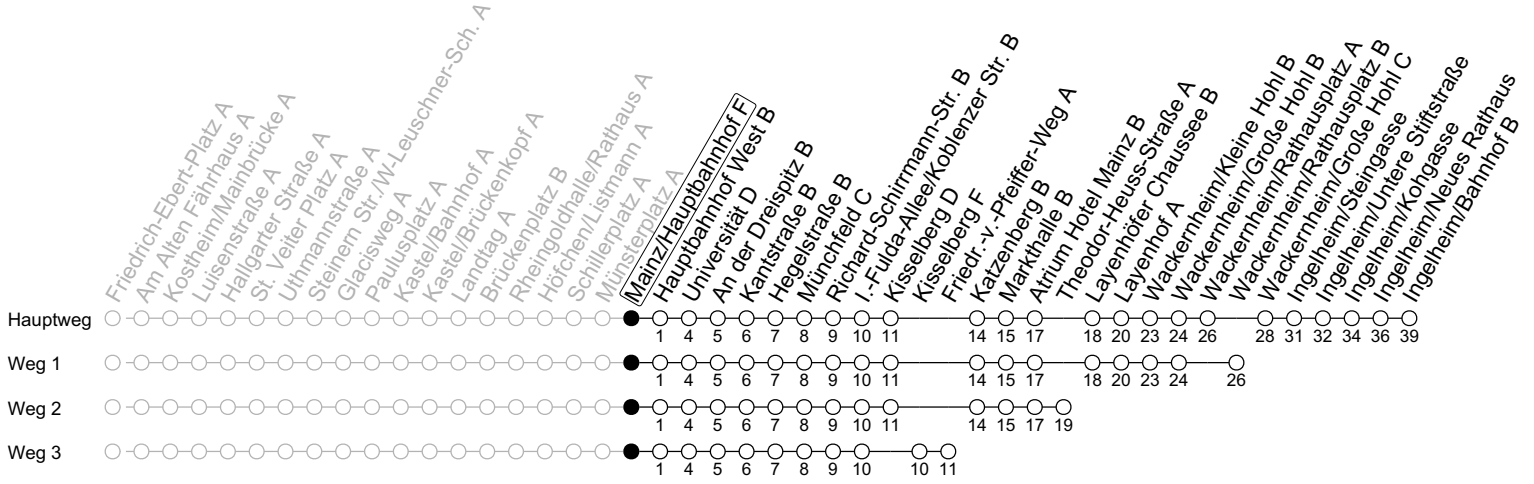 Friedrich-Ebert-Platz A
Am Alten Fährhaus A
Kostheim/Mainbrücke A
Luisenstraße A
Hallgarter Straße A
St. Veiter Platz A
Uthmannstraße A
Steinern Str./W-Leuschner-Sch. A
Glacisweg A
Paulusplatz A
Kastel/Bahnhof A
Kastel/Brückenkopf A
Landtag A
Brückenplatz B
Rheingoldhalle/Rathaus A
Höfchen/Listmann A
Schillerplatz A
Münsterplatz A
Mainz/Hauptbahnhof F
Hauptbahnhof West B
Universität D
An der Dreispitz B
Kantstraße B
Hegelstraße B
Münchfeld C
Richard-Schirrmann-Str. B
I.-Fulda-Allee/Koblenzer Str. B
Kisselberg D
Kisselberg F
Friedr.-v.-Pfeiffer-Weg A
Katzenberg B
Markthalle B
Atrium Hotel Mainz B
Theodor-Heuss-Straße A
Layenhöfer Chaussee B
Layenhof A
Wackernheim/Kleine Hohl B
Wackernheim/Große Hohl B
Wackernheim/Rathausplatz A
Wackernheim/Rathausplatz B
Wackernheim/Große Hohl C
Ingelheim/Steingasse
Ingelheim/Untere Stiftstraße
Ingelheim/Kohgasse
Ingelheim/Neues Rathaus
Ingelheim/Bahnhof B
Hauptweg
1 4 5 6 7 8 9 10 11 14 15 17 18 20 23 24 26 28 31 32 34 36 39
Weg 1
1 4 5 6 7 8 9 10 11 14 15 17 18 20 23 24 26
Weg 2
1 4 5 6 7 8 9 10 11 14 15 17 19
Weg 3
1 4 5 6 7 8 9 10 10 11